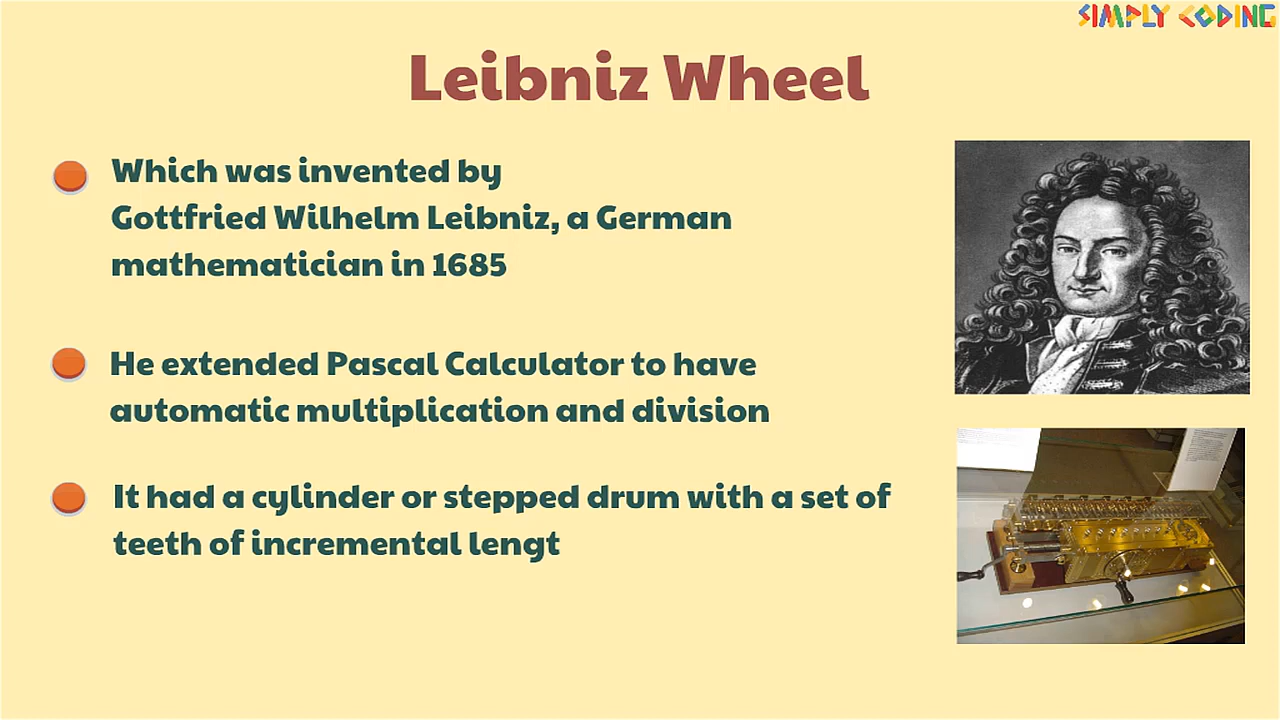 SIMPLY CODING
Leibniz Wheel
Which was invented by
Gottfried Wilhelm Leibniz, a German
mathematician in 1685
He extended Pascal Calculator to have
automatic multiplication and division
It had a cylinder or stepped drum with a set of
teeth of incremental lengt